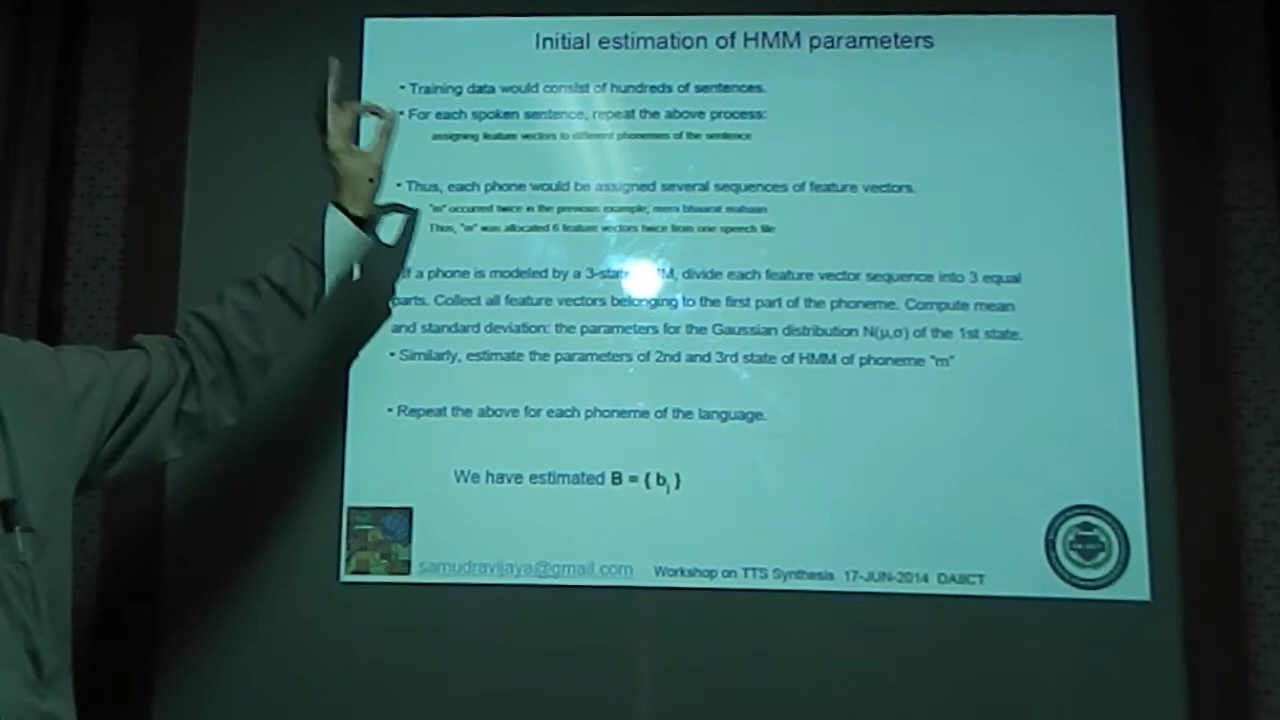 Initial estimation of HMM parameters
• Training data would consist of hundreds of sentences.
• For each spoken sentence, repeat the above process:
assigning feature vectors to different phonemes of the sentence
• Thus, each phone would be assigned several sequences of feature vectors.
"m" occurred twice in the previous example; mera bhaarat mahaan
Thus, "m" was allocated 6 feature vectors twice from one speech file
If a phone is modeled by a 3-state HMM, divide each feature vector sequence into 3 equal
parts. Collect all feature vectors belonging to the first part of the phoneme. Compute mean
and standard deviation: the parameters for the Gaussian distribution N(μ,σ) of the 1st state.
• Similarly, estimate the parameters of 2nd and 3rd state of HMM of phoneme "m"
• Repeat the above for each phoneme of the language.
We have estimated B = { bj }
samudravijaya@gmail.com Workshop on TTS Synthesis 17-JUN-2014 DAIICT